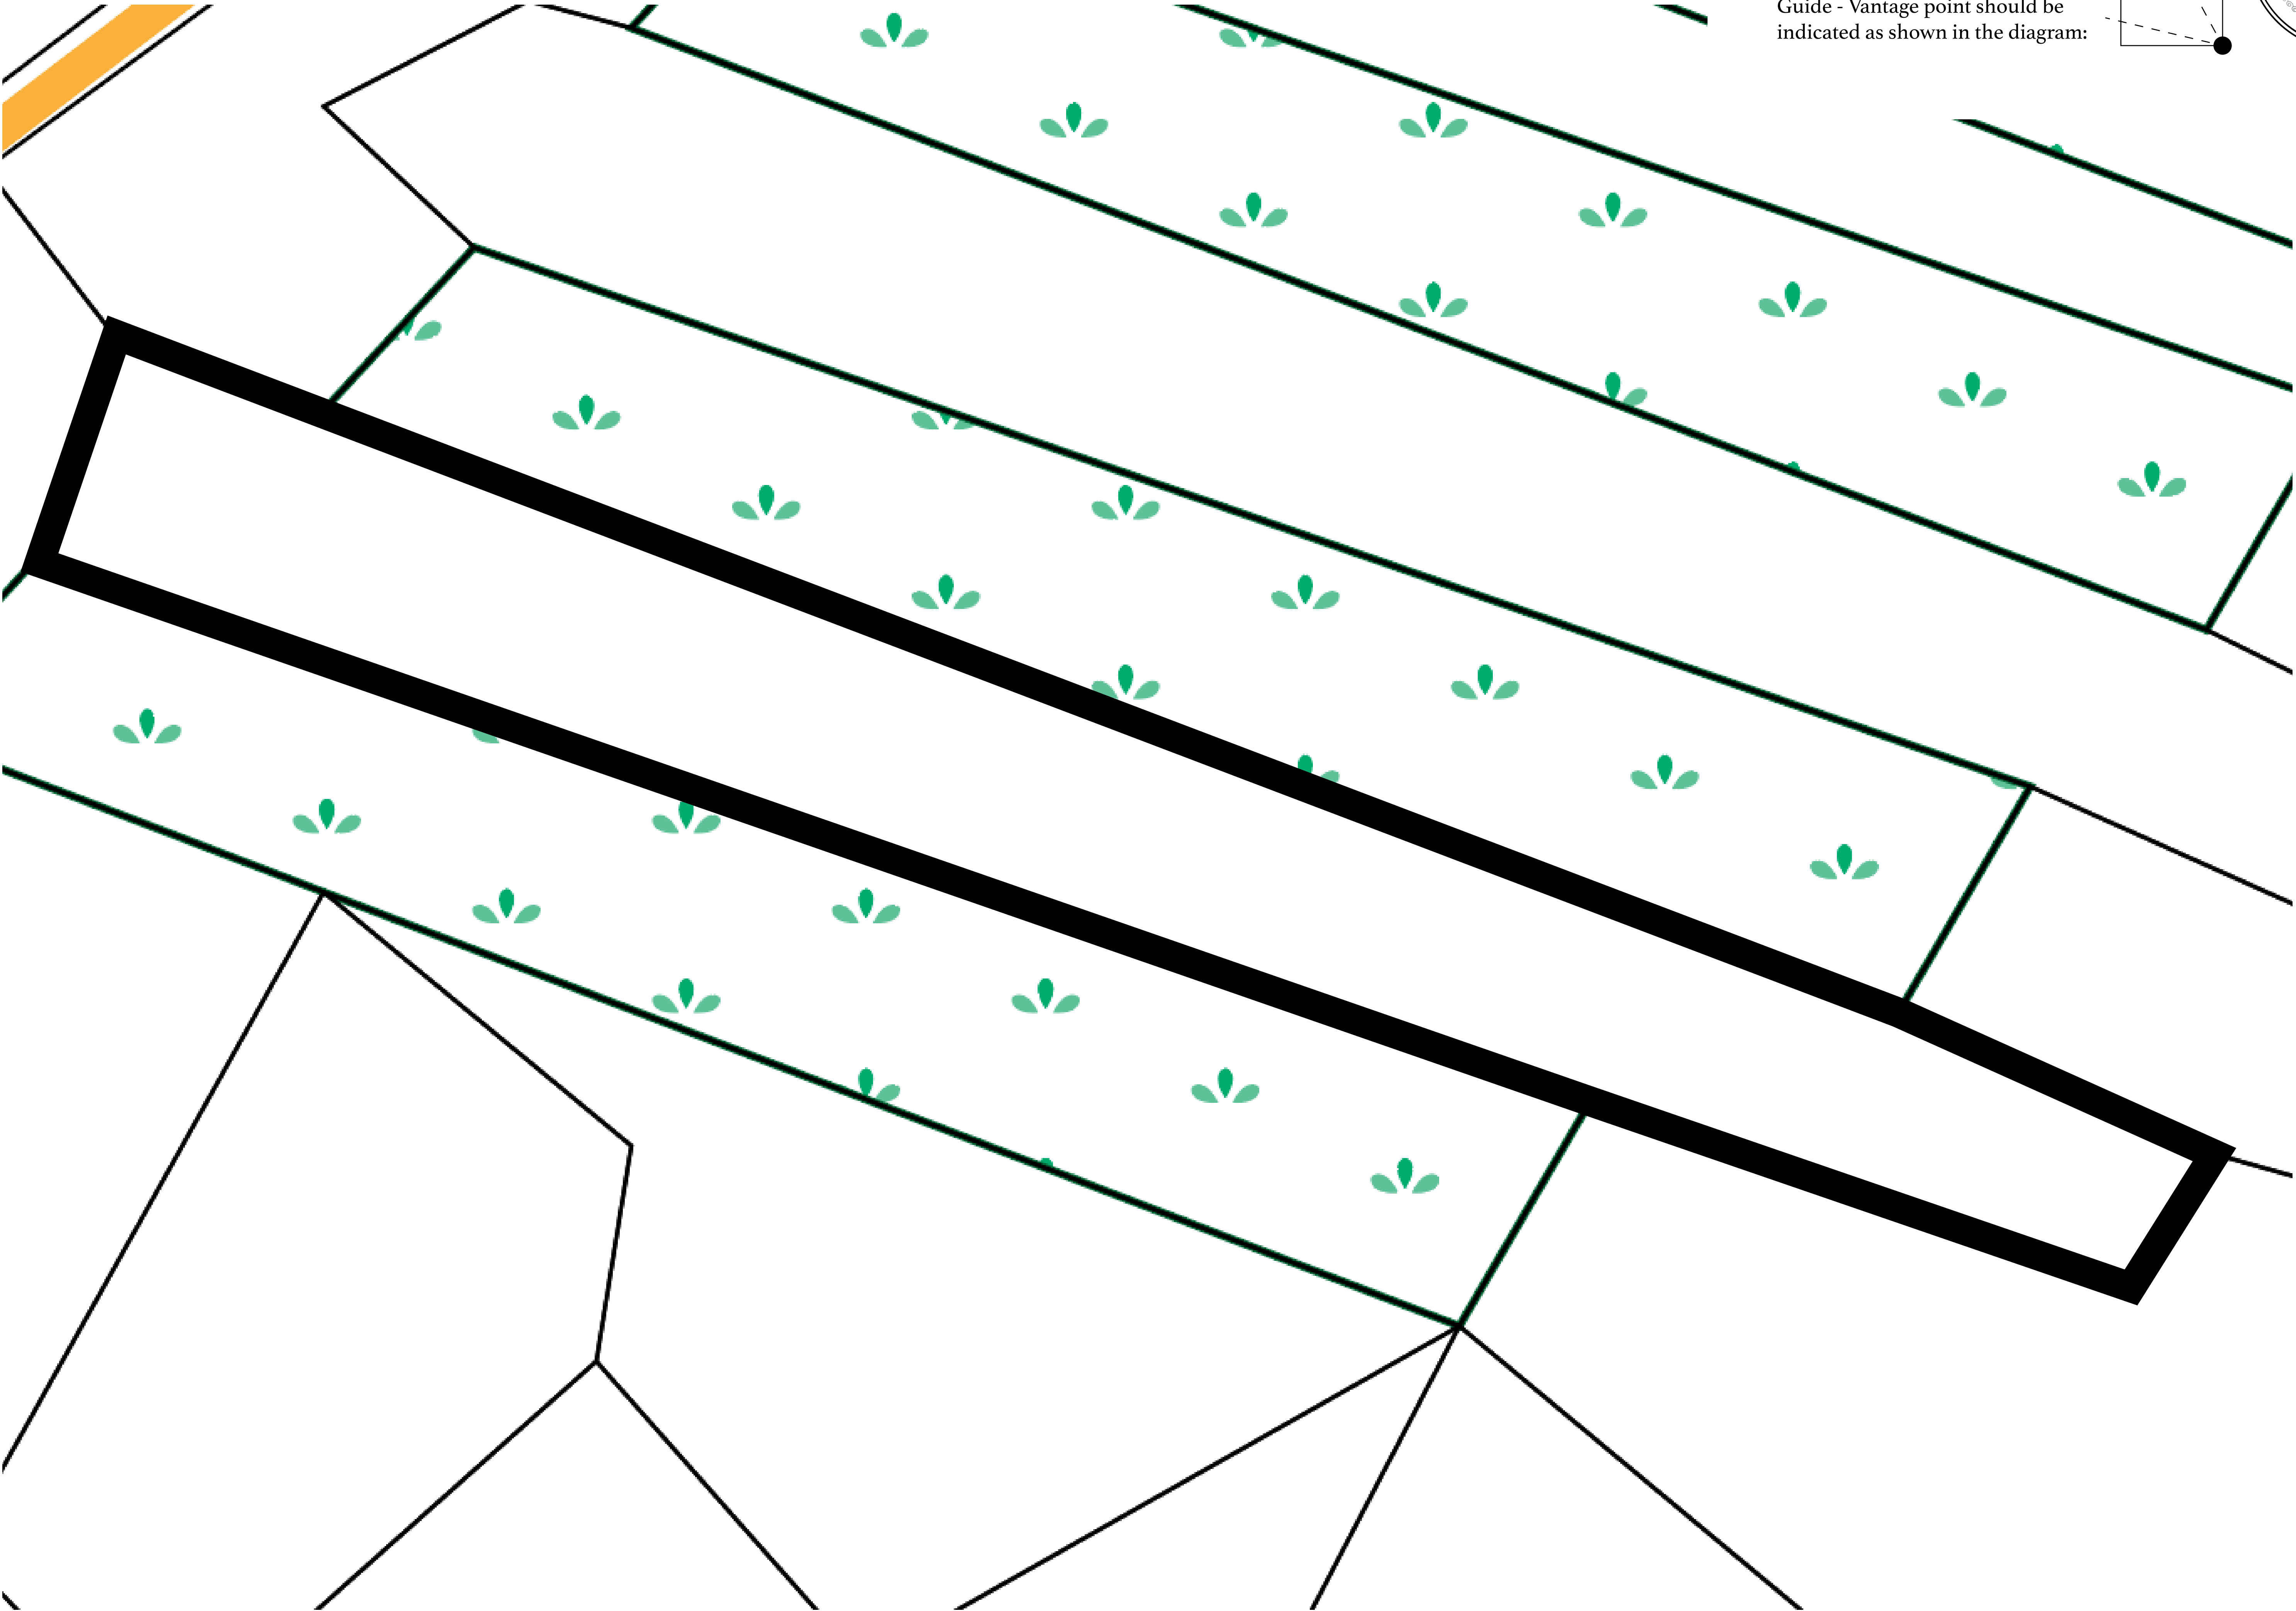 Guide - Vantage point should be
indicated as shown in the diagram: